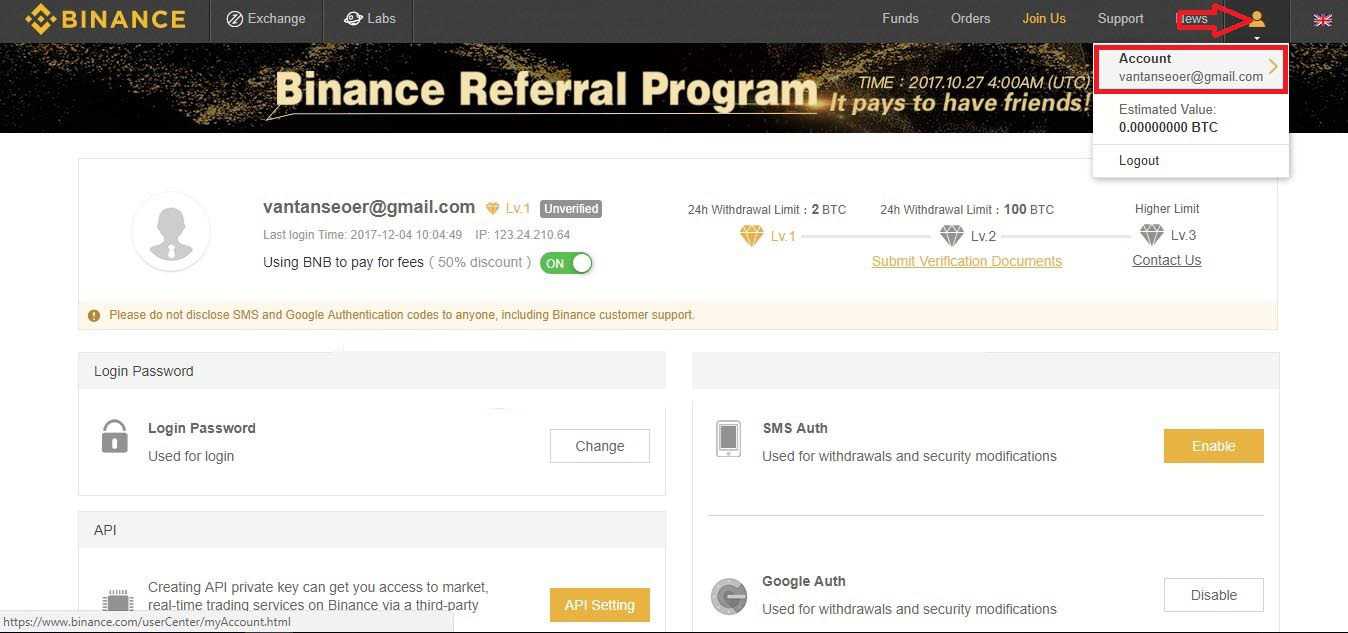 BINANCE
Exchange
Labs
Funds
Orders
Join Us
Support
News
Binance Referral Program
TIME : 2017.10.27 4:00AM (UTC)
It pays to have friends!
Account
vantanseoer@gmail.com
Estimated Value:
0.00000000 BTC
Logout
vantanseoer@gmail.com Lv.1 Unverified
Last login Time: 2017-12-04 10:04:49 IP: 123.24.210.64
Using BNB to pay for fees ( 50% discount ) ON
24h Withdrawal Limit : 2 BTC
Lv.1
24h Withdrawal Limit : 100 BTC
Lv.2
Submit Verification Documents
Higher Limit
Lv.3
Contact Us
Please do not disclose SMS and Google Authentication codes to anyone, including Binance customer support.
Login Password
Login Password
Used for login
Change
API
Creating API private key can get you access to market,
real-time trading services on Binance via a third-party
API Setting
SMS Auth
Used for withdrawals and security modifications
Enable
Google Auth
Used for withdrawals and security modifications
Disable
https://www.binance.com/userCenter/myAccount.html